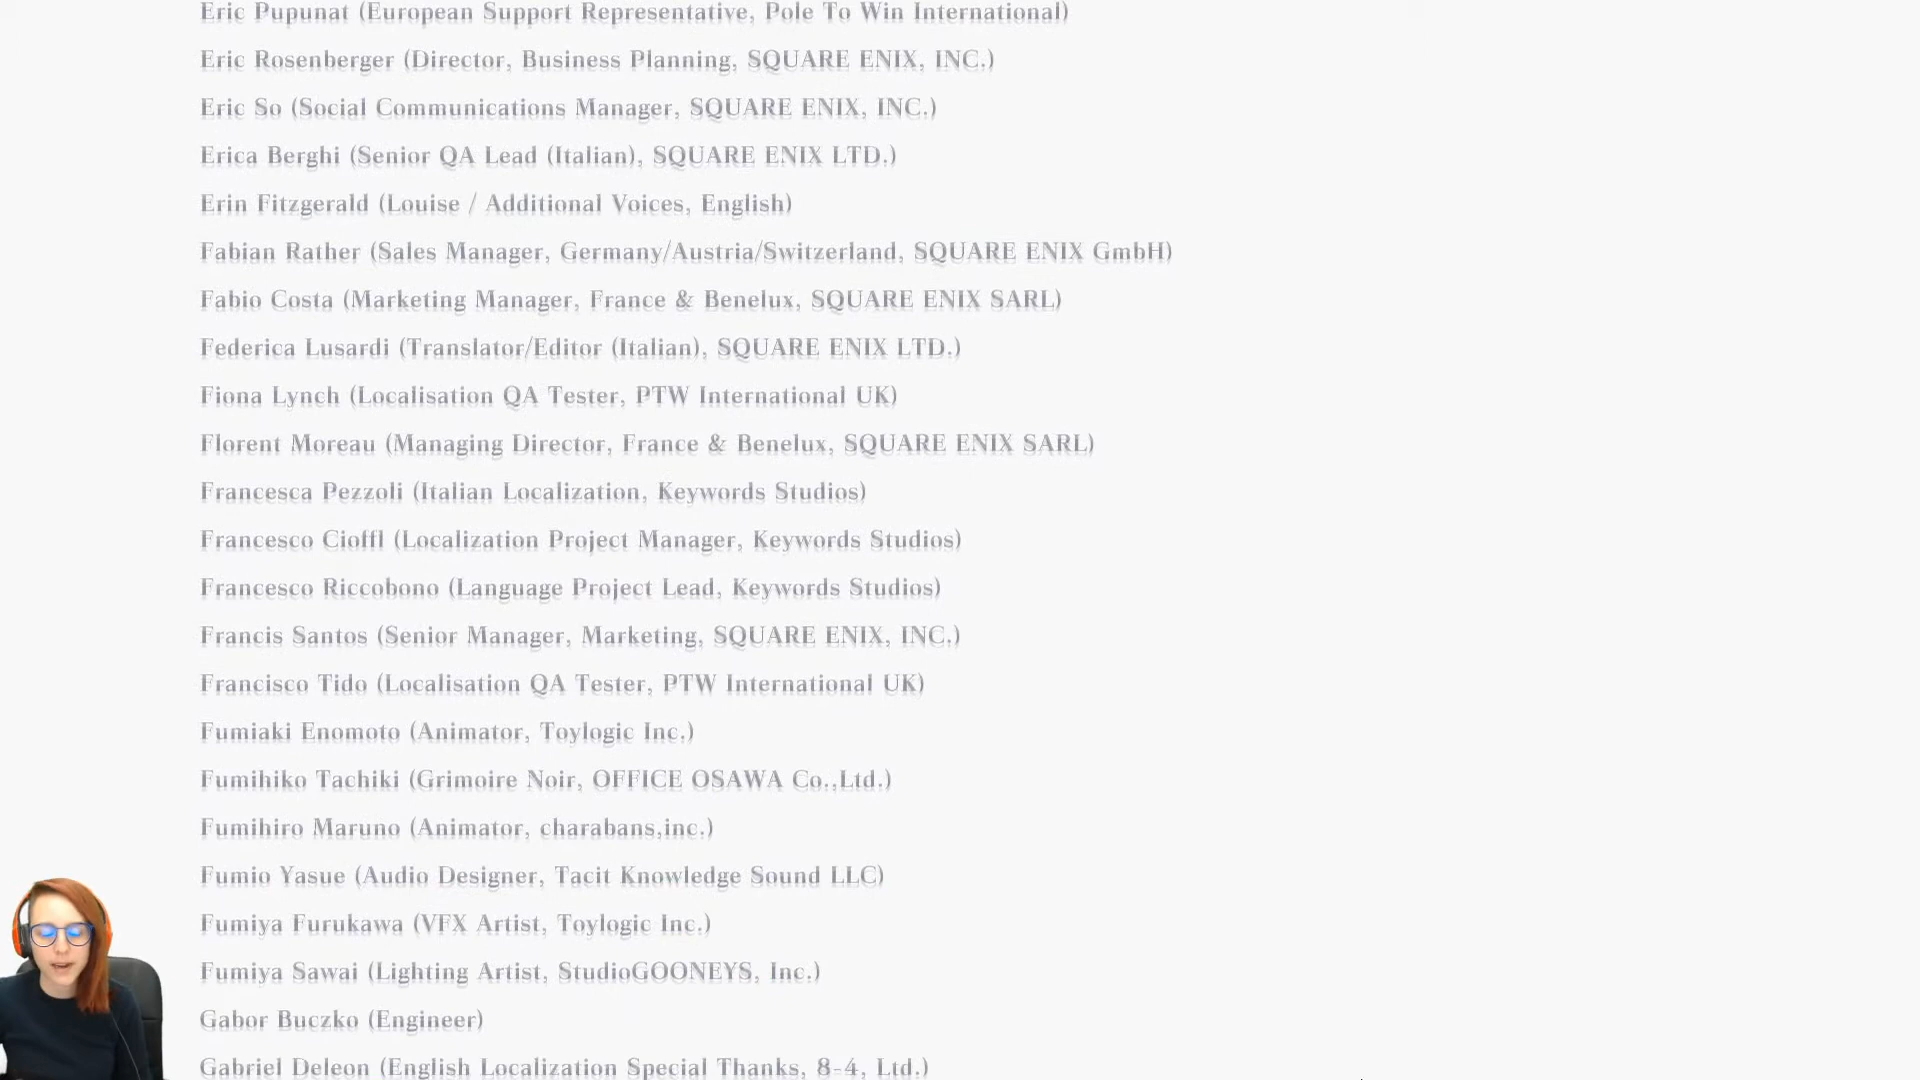 Eric Pupunat (European Support Representative, Pole To Win International)
Eric Rosenberger (Director, Business Planning, SQUARE ENIX, INC.)
Eric So (Social Communications Manager, SQUARE ENIX, INC.)
Erica Berghi (Senior QA Lead (Italian), SQUARE ENIX LTD.)
Erin Fitzgerald (Louise / Additional Voices, English)
Fabian Rather (Sales Manager, Germany/Austria/Switzerland, SQUARE ENIX GmbH)
Fabio Costa (Marketing Manager, France & Benelux, SQUARE ENIX SARL)
Federica Lusardi (Translator/Editor (Italian), SQUARE ENIX LTD.)
Fiona Lynch (Localisation QA Tester, PTW International UK)
Florent Moreau (Managing Director, France & Benelux, SQUARE ENIX SARL)
Francesca Pezzoli (Italian Localization, Keywords Studios)
Francesco Cioffl (Localization Project Manager, Keywords Studios)
Francesco Riccobono (Language Project Lead, Keywords Studios)
Francis Santos (Senior Manager, Marketing, SQUARE ENIX, INC.)
Francisco Tido (Localisation QA Tester, PTW International UK)
Fumiaki Enomoto (Animator, Toylogic Inc.)
Fumihiko Tachiki (Grimoire Noir, OFFICE OSAWA Co.,Ltd.)
Fumihiro Maruno (Animator, charabans,inc.)
Fumio Yasue (Audio Designer, Tacit Knowledge Sound LLC)
Fumiya Furukawa (VFX Artist, Toylogic Inc.)
Fumiya Sawai (Lighting Artist, StudioGOONEYS, Inc.)
Gabor Buczko (Engineer)
Gabriel Deleon (English Localization Special Thanks, 8-4, Ltd.)